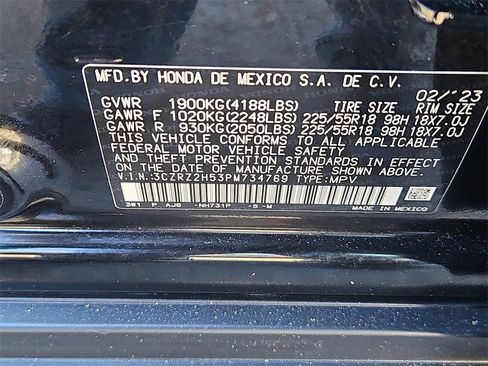 MFD. BY HONDA DE MEXICO S.A. DE C.V.
02/'23
GVWR 1900KG(4188LBS) TIRE SIZE RIM SIZE
GAWR F 1020KG(2248LBS) 225/55R18 98H 18X7.0J
GAWR R 930KG(2050LBS) 225/55R18 98H 18X7.0J
THIS VEHICLE CONFORMS TO ALL APPLICABLE
FEDERAL MOTOR VEHICLE SAFETY
AND THEFT PREVENTION STANDARDS IN EFFECT
ON THE DATE OF MANUFACTURE SHOWN ABOVE.
V.I.N.:3CZRZ2H53PM734769 TYPE:MPV
3W1 P AJ6 -NH731P -S-M
MADE IN MEXICO